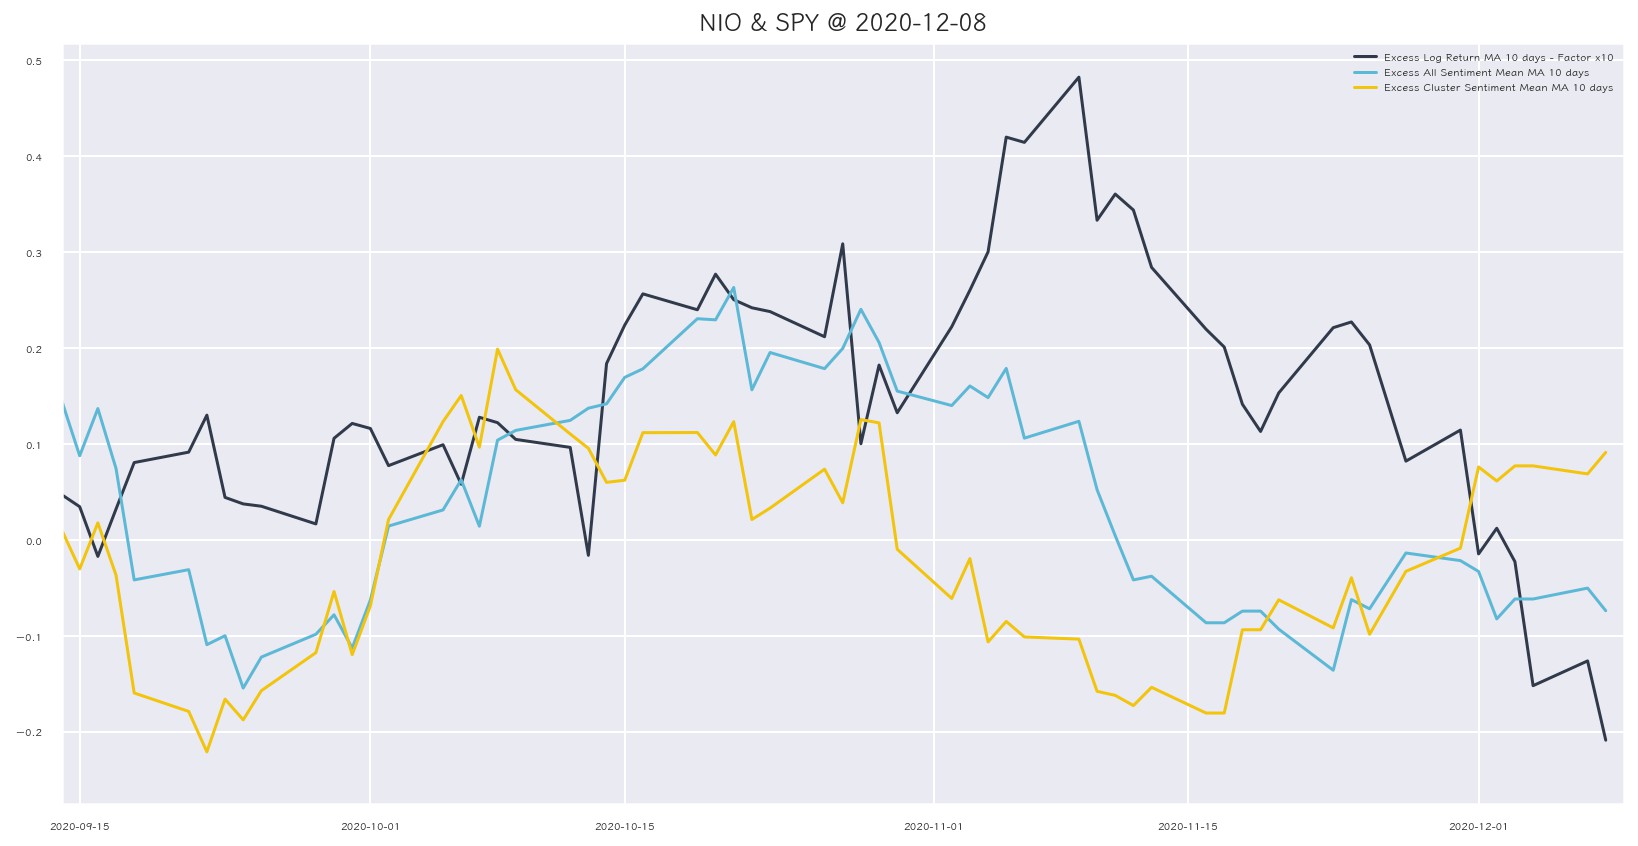 NIO & SPY @ 2020-12-08
Excess Log Return MA 10 days - Factor x10
Excess All Sentiment Mean MA 10 days
Excess Cluster Sentiment Mean MA 10 days
0.5
0.4
0.3
0.2
0.1
0.0
−0.1
−0.2
2020-09-15 2020-10-01 2020-10-15 2020-11-01 2020-11-15 2020-12-01